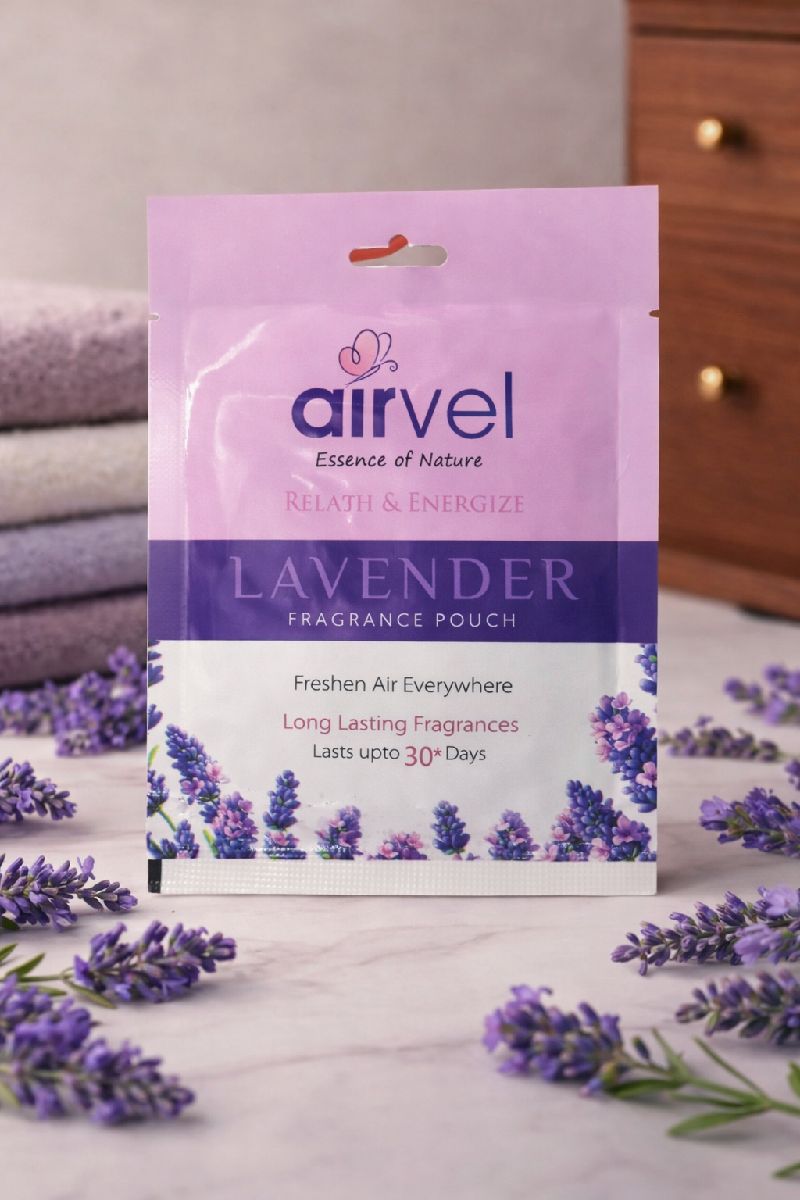 airvel
Essence of Nature
RELATH & ENERGIZE
LAVENDER
FRAGRANCE POUCH
Freshen Air Everywhere
Long Lasting Fragrances
Lasts upto 30* Days